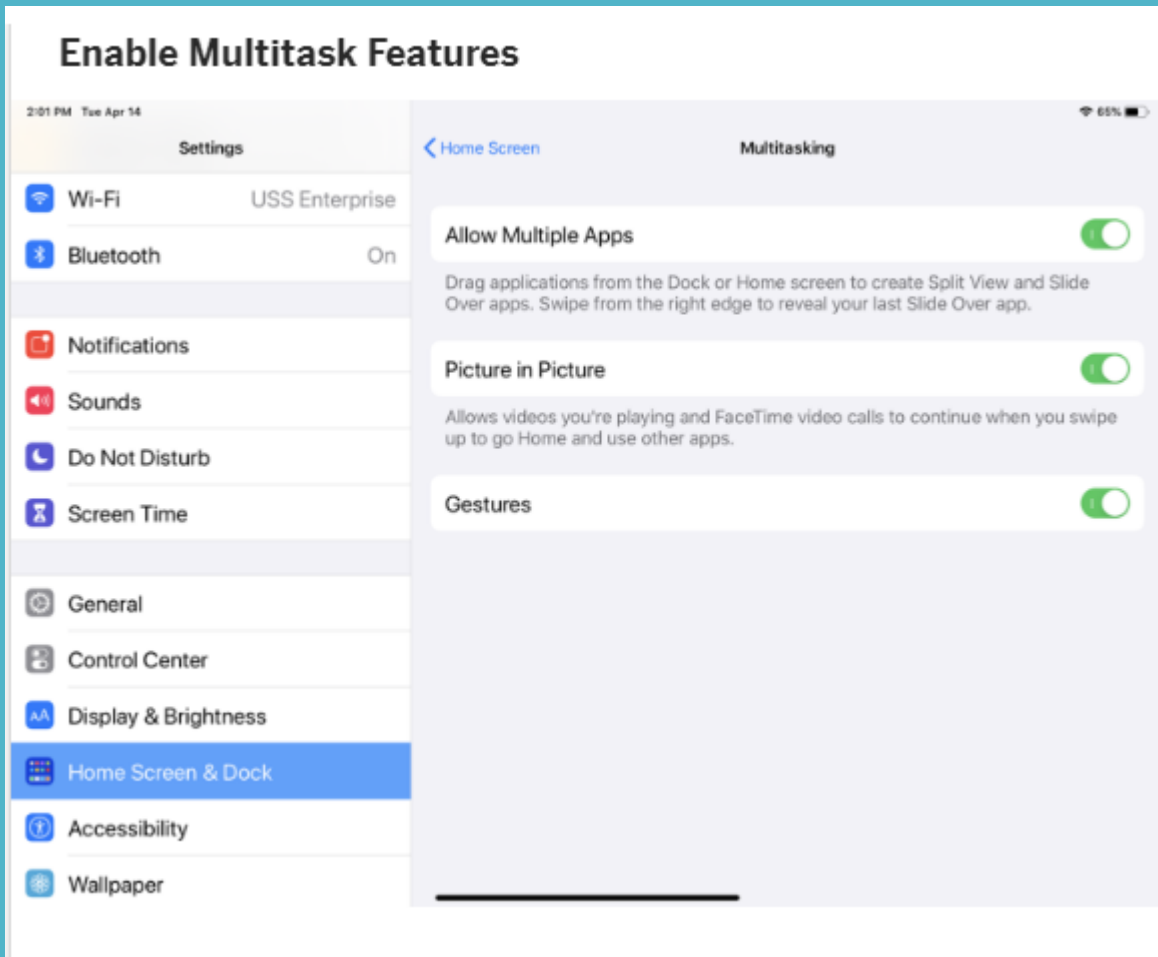 Enable Multitask Features
2:01 PM Tue Apr 14
65%
Settings
Wi-Fi USS Enterprise
Bluetooth On
Notifications
Sounds
Do Not Disturb
Screen Time
General
Control Center
AA Display & Brightness
Home Screen & Dock
Accessibility
Wallpaper
Home Screen
Multitasking
Allow Multiple Apps
Drag applications from the Dock or Home screen to create Split View and Slide
Over apps. Swipe from the right edge to reveal your last Slide Over app.
Picture in Picture
Allows videos you're playing and FaceTime video calls to continue when you swipe
up to go Home and use other apps.
Gestures